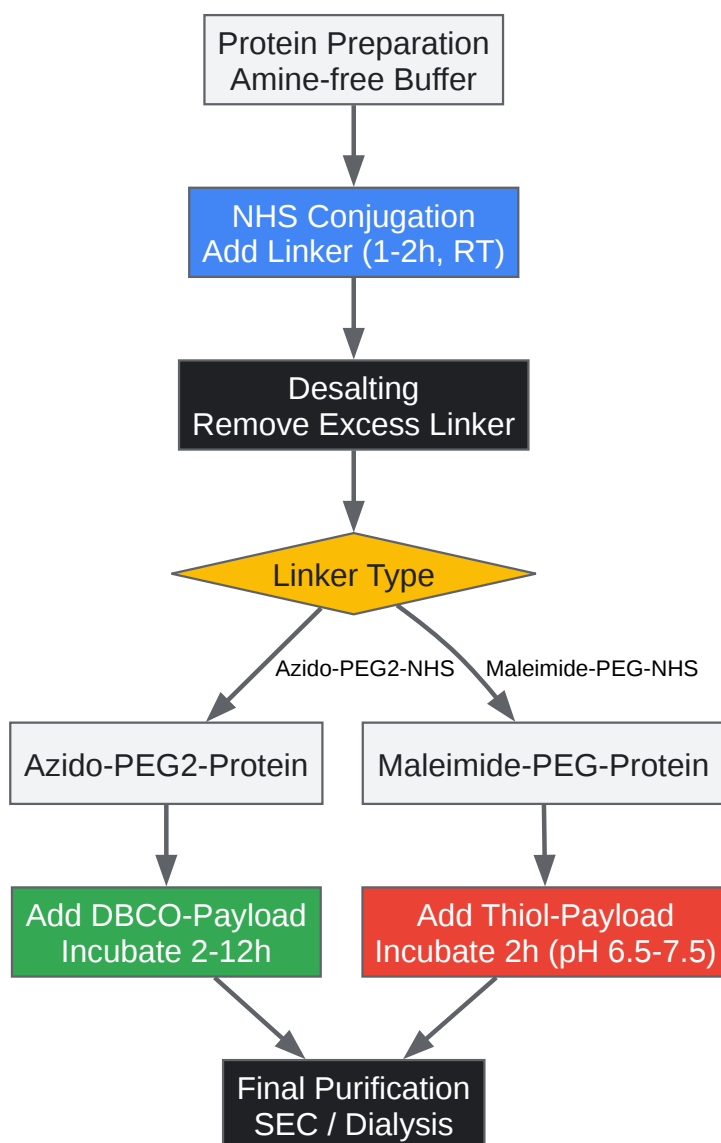 Protein Preparation
Amine-free Buffer
NHS Conjugation
Add Linker (1-2h, RT)
Desalting
Remove Excess Linker
Linker Type
Azido-PEG2-NHS
Maleimide-PEG-NHS
Azido-PEG2-Protein
Maleimide-PEG-Protein
Add DBCO-Payload
Incubate 2-12h
Add Thiol-Payload
Incubate 2h (pH 6.5-7.5)
Final Purification
SEC / Dialysis